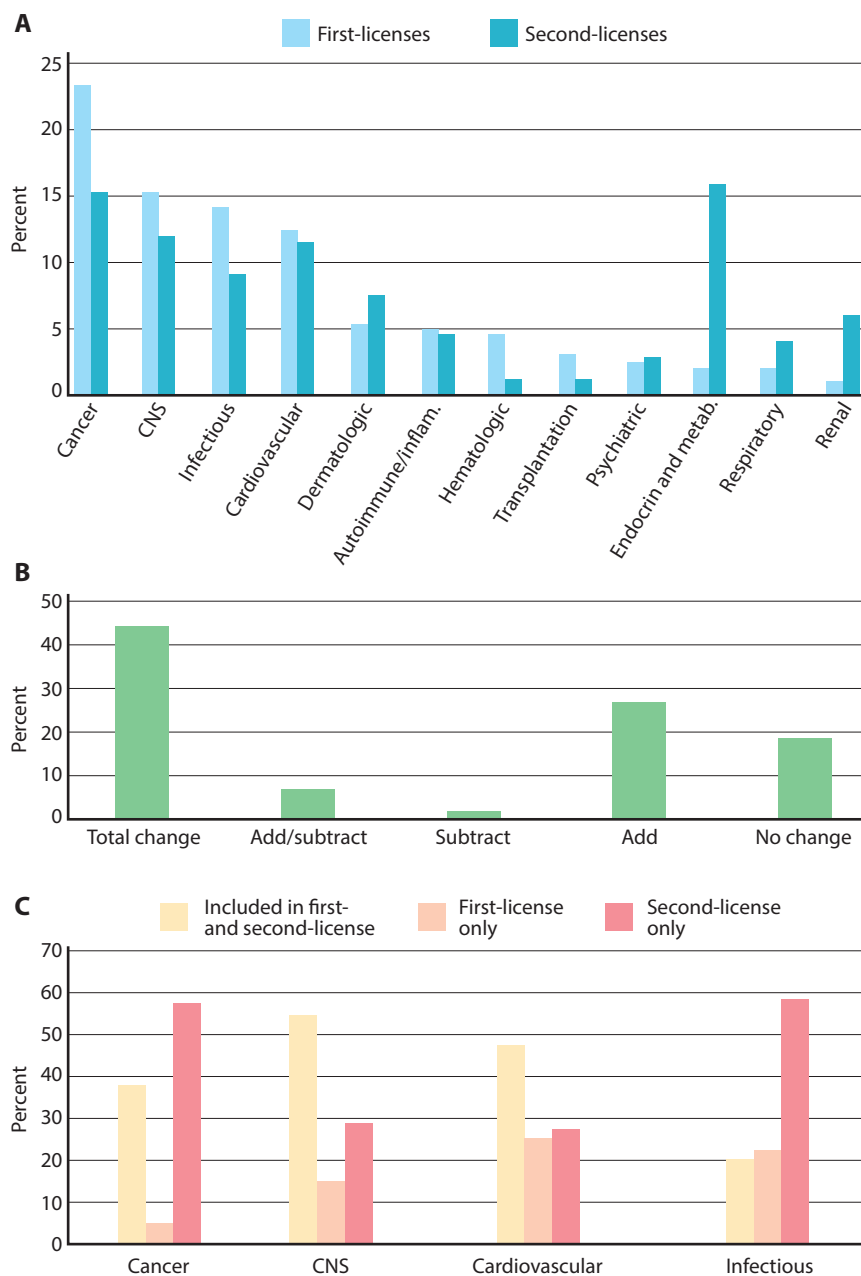 A
First-licenses
Second-licenses
25
20
15
10
5
0
Percent
Cancer
CNS
Infectious
Cardiovascular
Dermatologic
Autoimmune/inflam.
Hematologic
Transplantation
Psychiatric
Endocrin and metab.
Respiratory
Renal
B
50
40
30
20
10
0
Percent
Total change
Add/subtract
Subtract
Add
No change
C
Included in first-
and second-license
First-license
only
Second-license
only
70
60
50
40
30
20
10
0
Percent
Cancer
CNS
Cardiovascular
Infectious